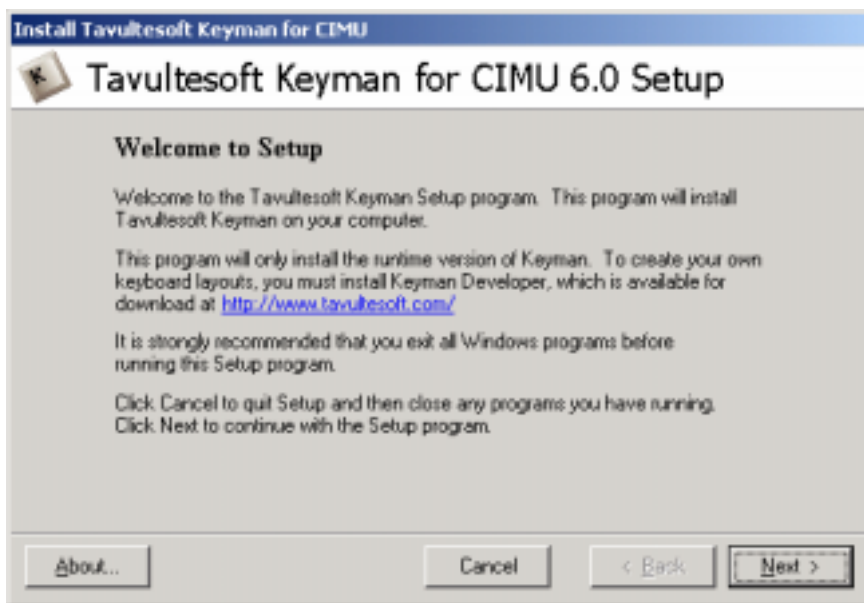 Install Tavultesoft Keyman for CIMU
K
Tavultesoft Keyman for CIMU 6.0 Setup
Welcome to Setup
Welcome to the Tavultesoft Keyman Setup program. This program will install
Tavultesoft Keyman on your computer.
This program will only install the runtime version of Keyman. To create your own
keyboard layouts, you must install Keyman Developer, which is available for
download at http://www.tavultesoft.com/
It is strongly recommended that you exit all Windows programs before
running this Setup program.
Click Cancel to quit Setup and then close any programs you have running.
Click Next to continue with the Setup program.
About... Cancel < Back Next >